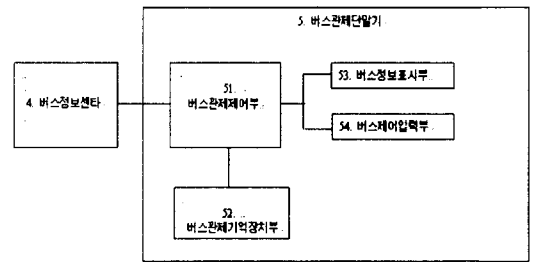 5. 버스관제단말기
4. 버스정보센타
51.
버스관제제어부
53. 버스정보표시부
54. 버스제어입력부
52.
버스관제기억장치부